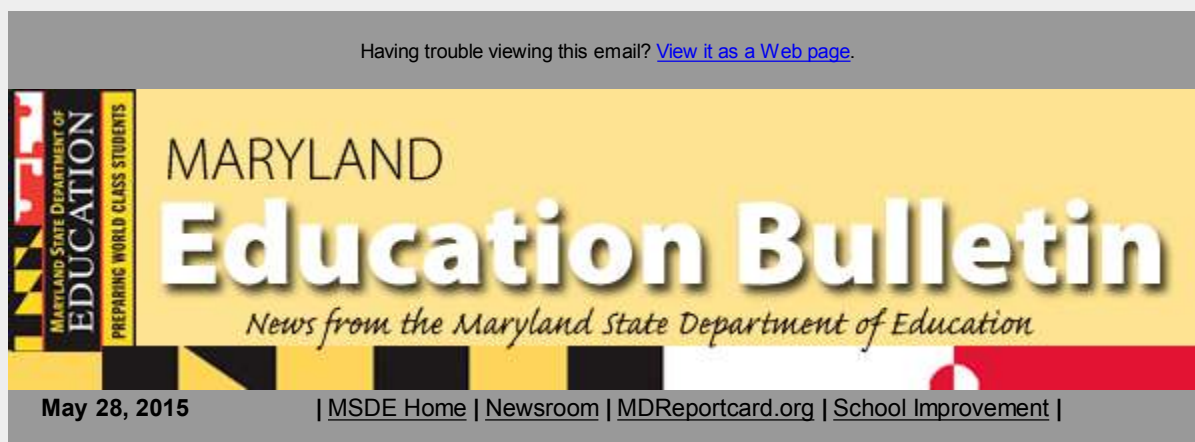 Having trouble viewing this email? View it as a Web page.
MARYLAND STATE DEPARTMENT OF
EDUCATION
PREPARING WORLD CLASS STUDENTS
MARYLAND
Education Bulletin
News from the Maryland State Department of Education
May 28, 2015 | MSDE Home | Newsroom | MDReportcard.org | School Improvement |